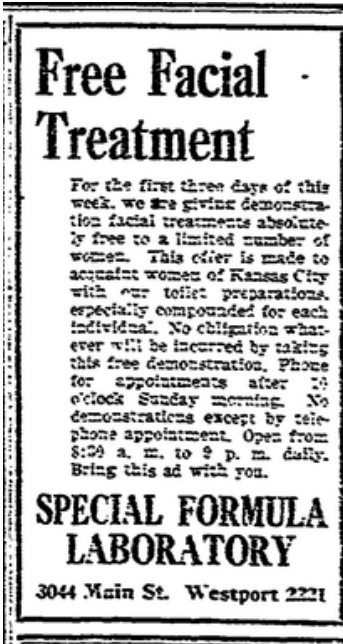 Free Facial
Treatment
For the first three days of this
week, we are giving demonstra-
tion facial treatments absolute-
ly free to a limited number of
women. This offer is made to
acquaint women of Kansas City
with our toilet preparations,
especially compounded for each
individual. No obligation what-
ever will be incurred by taking
this free demonstration. Phone
for appointments after 10
o'clock Sunday morning. No
demonstrations except by tele-
phone appointment. Open from
a. m. to 9 p. m. daily.
Bring this ad with you.
SPECIAL FORMULA
LABORATORY
3044 Main St. Westport 2221